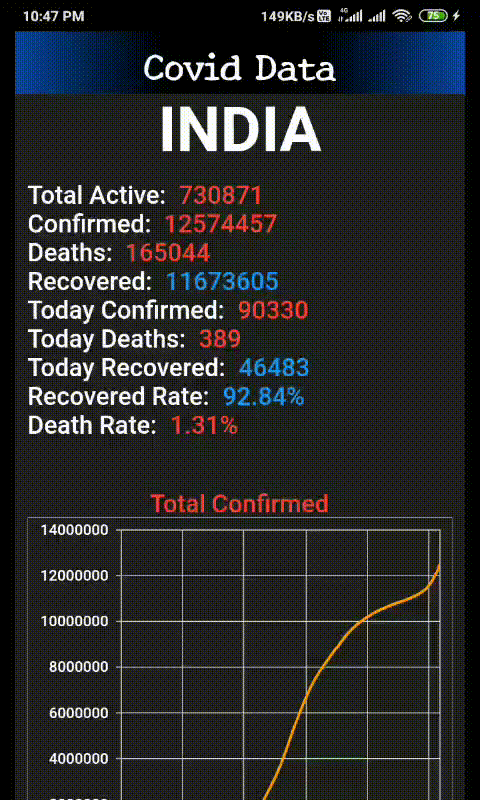 10:47 PM 149KB/s Vo LTE 4G 75
Covid Data
INDIA
Total Active: 730871
Confirmed: 12574457
Deaths: 165044
Recovered: 11673605
Today Confirmed: 90330
Today Deaths: 389
Today Recovered: 46483
Recovered Rate: 92.84%
Death Rate: 1.31%
Total Confirmed
14000000
12000000
10000000
8000000
6000000
4000000